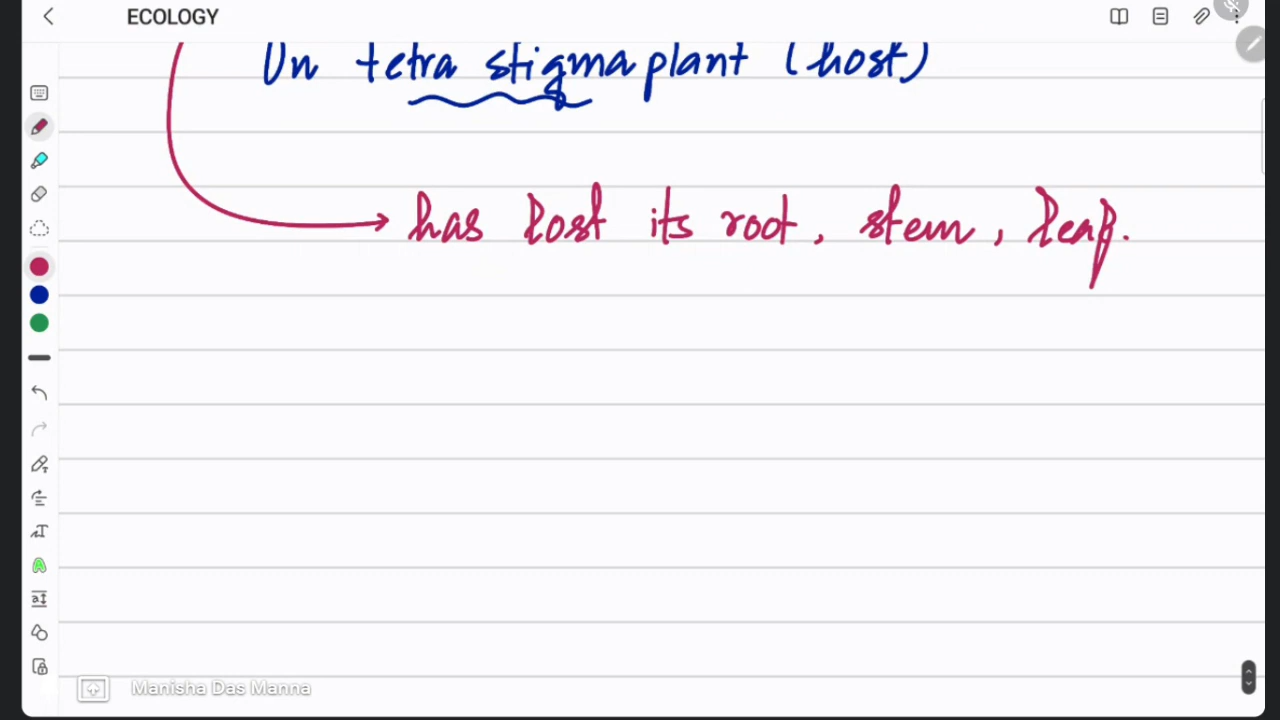 ECOLOGY
On tetra stigma plant (host)
has lost its root, stem, leaf.
Manisha Das Manna